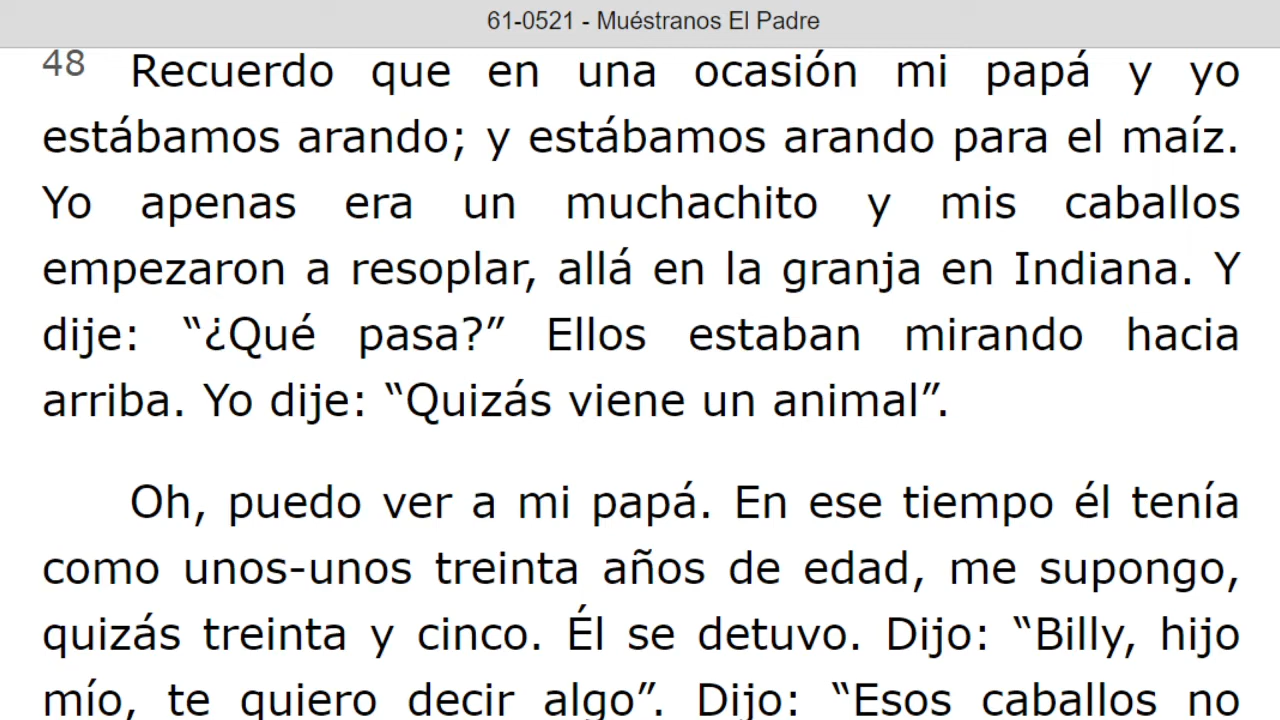 61-0521 - Muéstranos El Padre
48 Recuerdo que en una ocasión mi papá y yo
estábamos arando; y estábamos arando para el maíz.
Yo apenas era un muchachito y mis caballos
empezaron a resoplar, allá en la granja en Indiana. Y
dije: “¿Qué pasa?” Ellos estaban mirando hacia
arriba. Yo dije: “Quizás viene un animal”.
Oh, puedo ver a mi papá. En ese tiempo él tenía
como unos-unos treinta años de edad, me supongo,
quizás treinta y cinco. Él se detuvo. Dijo: “Billy, hijo
mío, te quiero decir algo”. Dijo: “Esos caballos no